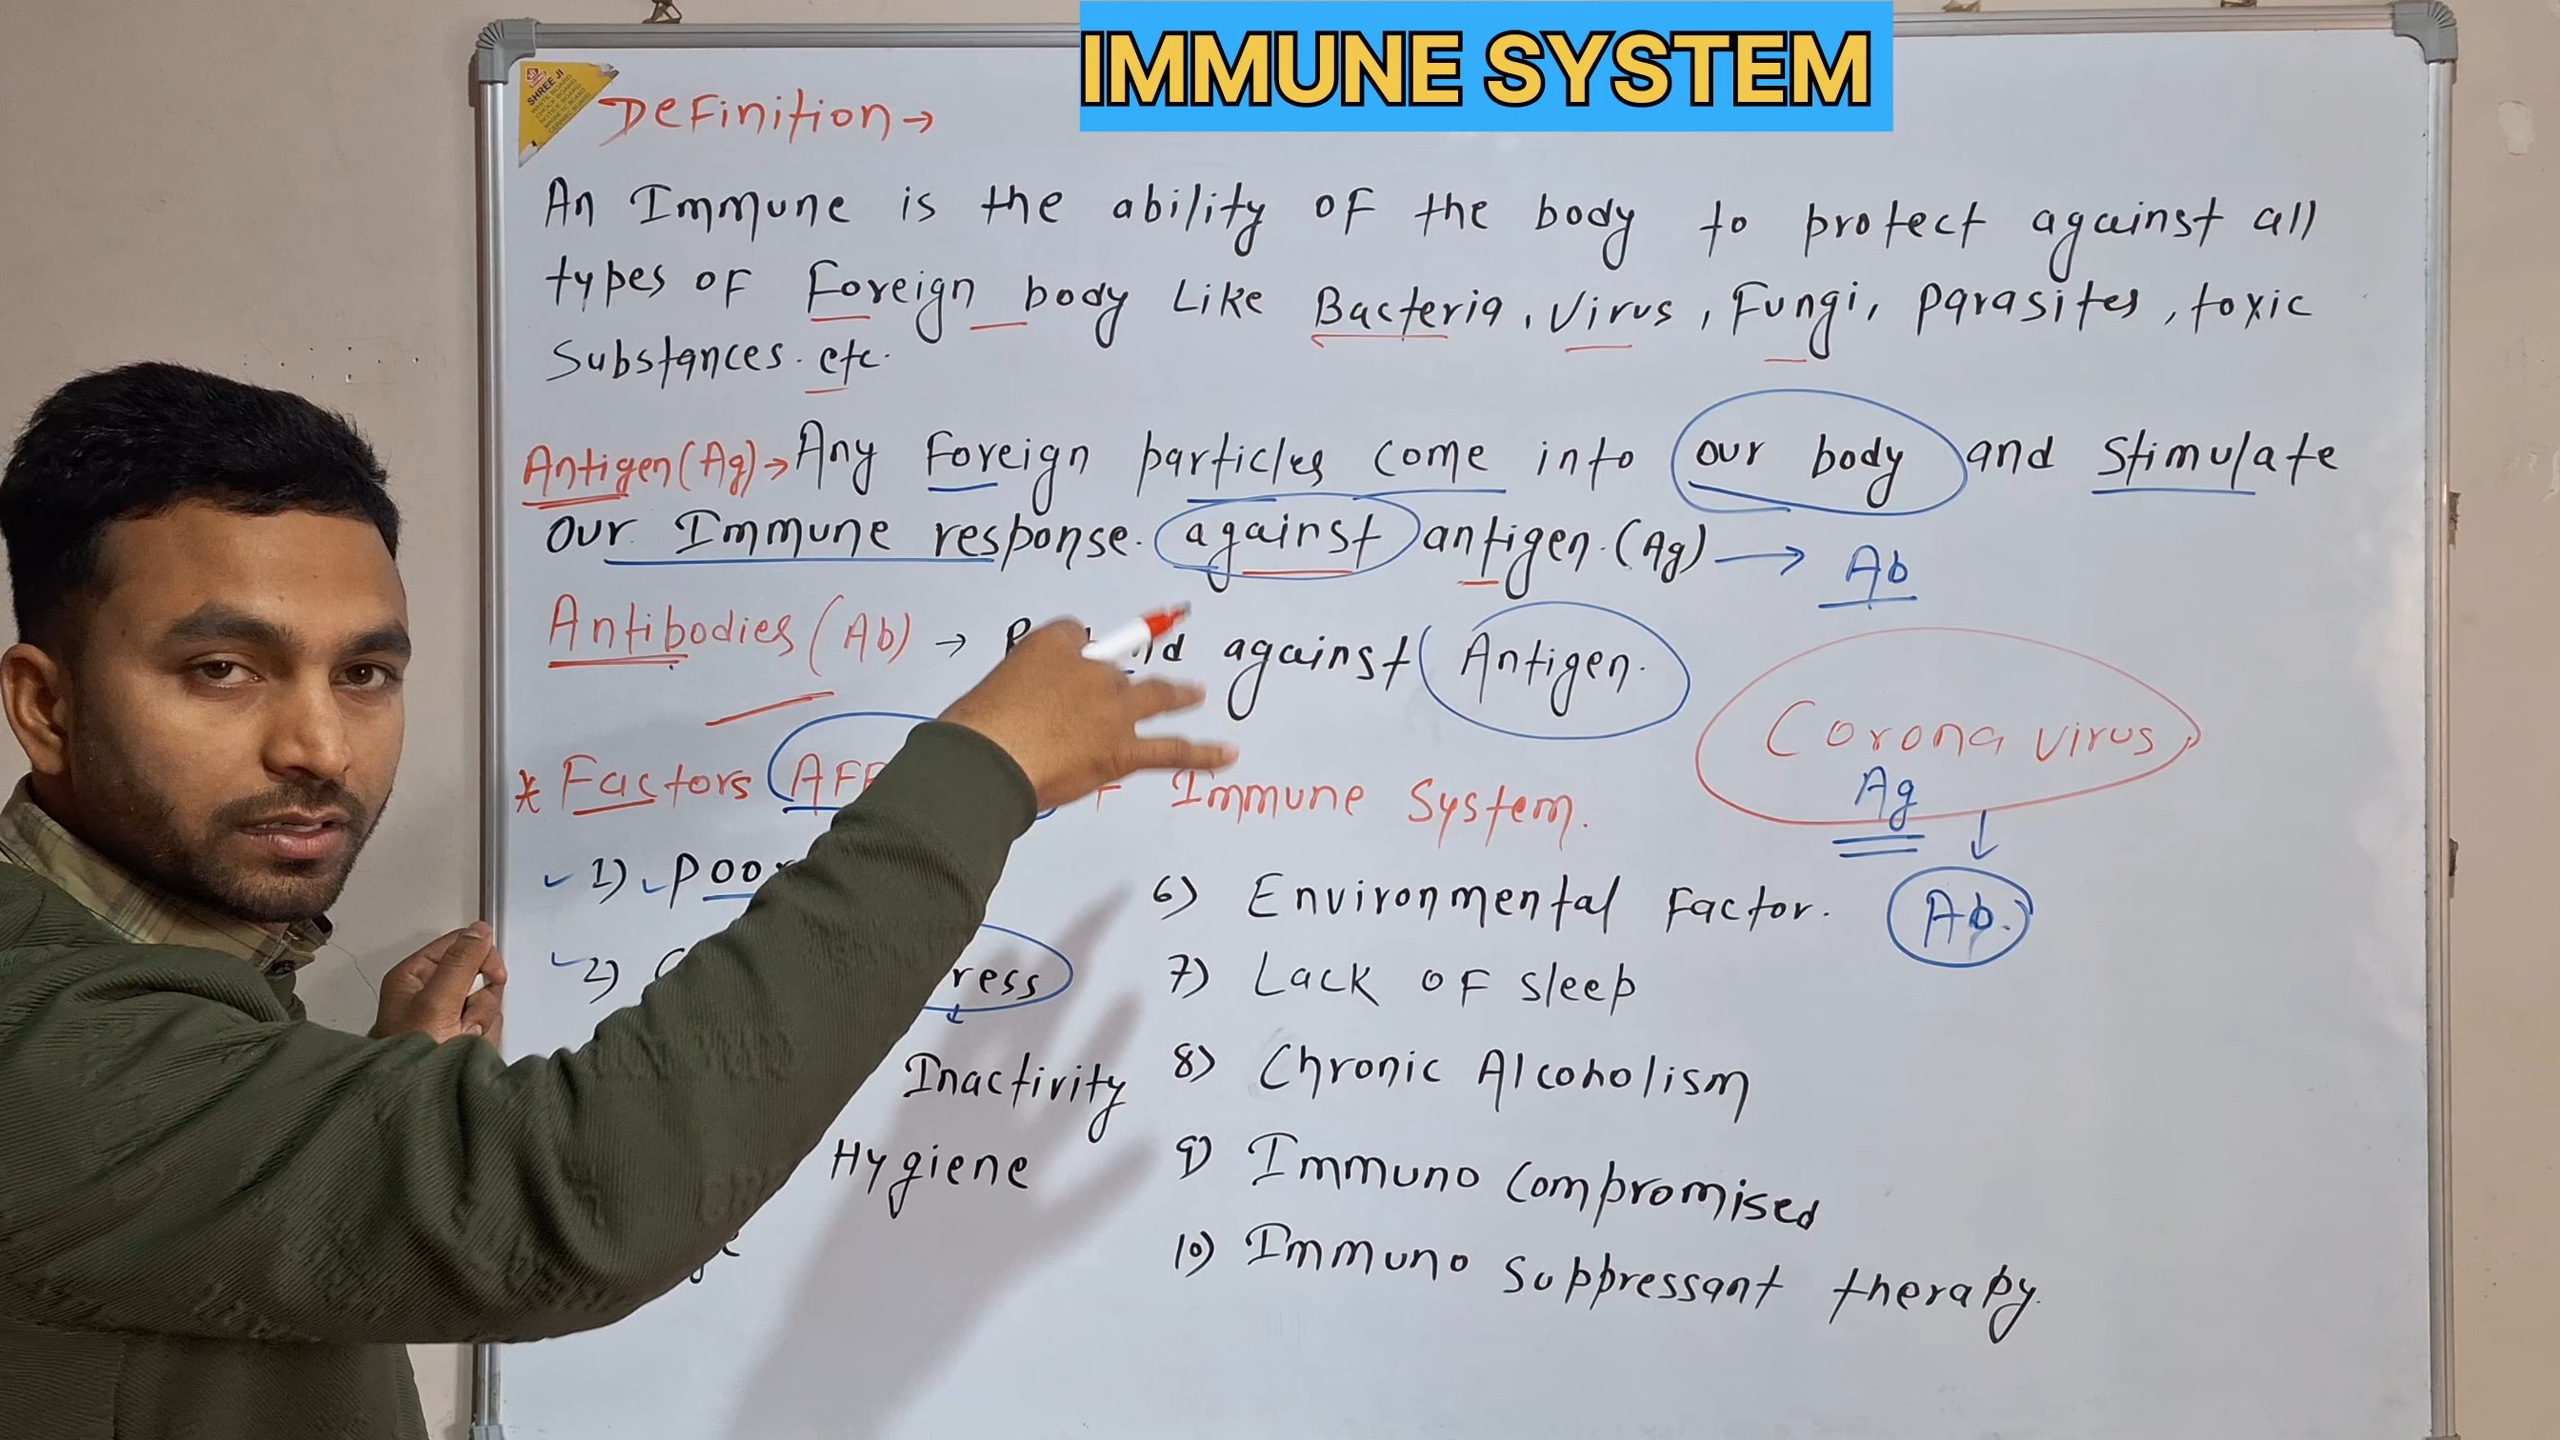 IMMUNE SYSTEM
SHREE JI
Definition →
An Immune is the ability of the body to protect against all
types of Foreign body Like Bacteria, Virus, Fungi, parasites, toxic
Substances. etc.
Antigen (Ag) → Any Foreign particles come into our body and Stimulate
our Immune response. against antigen. (Ag) → Ab
Antibodies (Ab) → against Antigen.
Corona virus
Ag
Ab.
* Factors Immune System.
1)
2)
Inactivity
Hygiene
6) Environmental Factor.
7) Lack of sleep
8) Chronic Alcoholism
9) Immuno Compromised
10) Immuno Suppressant therapy.